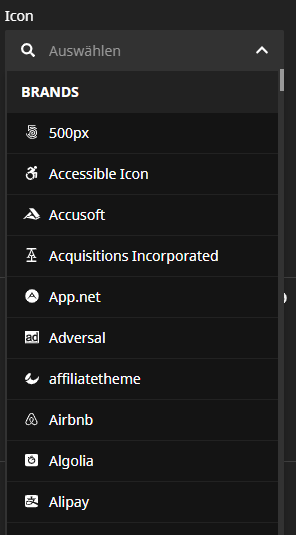 Icon
Auswählen
BRANDS
500px
Accessible Icon
Accusoft
Acquisitions Incorporated
App.net
Adversal
affiliatetheme
Airbnb
Algolia
Alipay